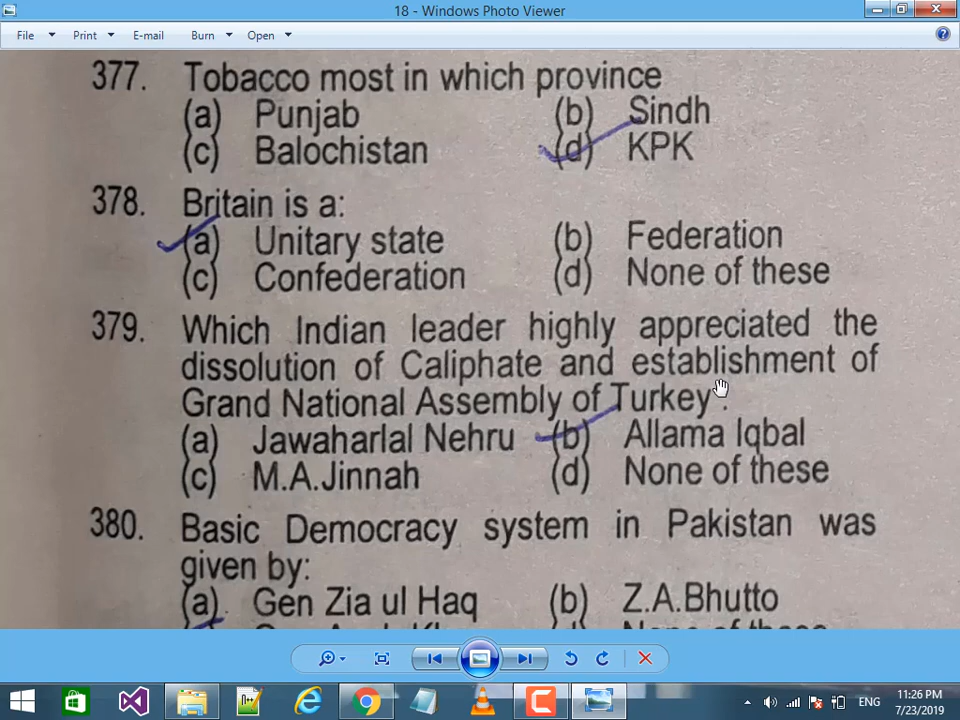 18 - Windows Photo Viewer
File Print E-mail Burn Open
377. Tobacco most in which province
(a) Punjab (b) Sindh
(c) Balochistan (d) KPK
378. Britain is a:
(a) Unitary state (b) Federation
(c) Confederation (d) None of these
379. Which Indian leader highly appreciated the
dissolution of Caliphate and establishment of
Grand National Assembly of Turkey
(a) Jawaharlal Nehru (b) Allama Iqbal
(c) M.A.Jinnah (d) None of these
380. Basic Democracy system in Pakistan was
given by:
(a) Gen Zia ul Haq (b) Z.A.Bhutto
11:26 PM
7/23/2019